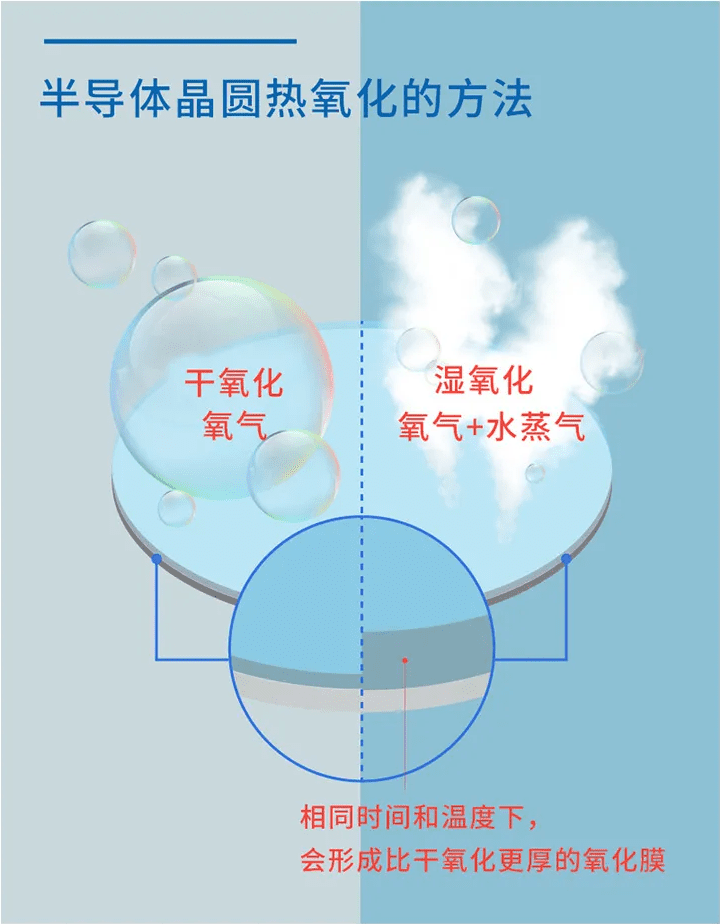 半导体晶圆热氧化的方法
干氧化
氧气
湿氧化
氧气+水蒸气
相同时间和温度下，
会形成比干氧化更厚的氧化膜